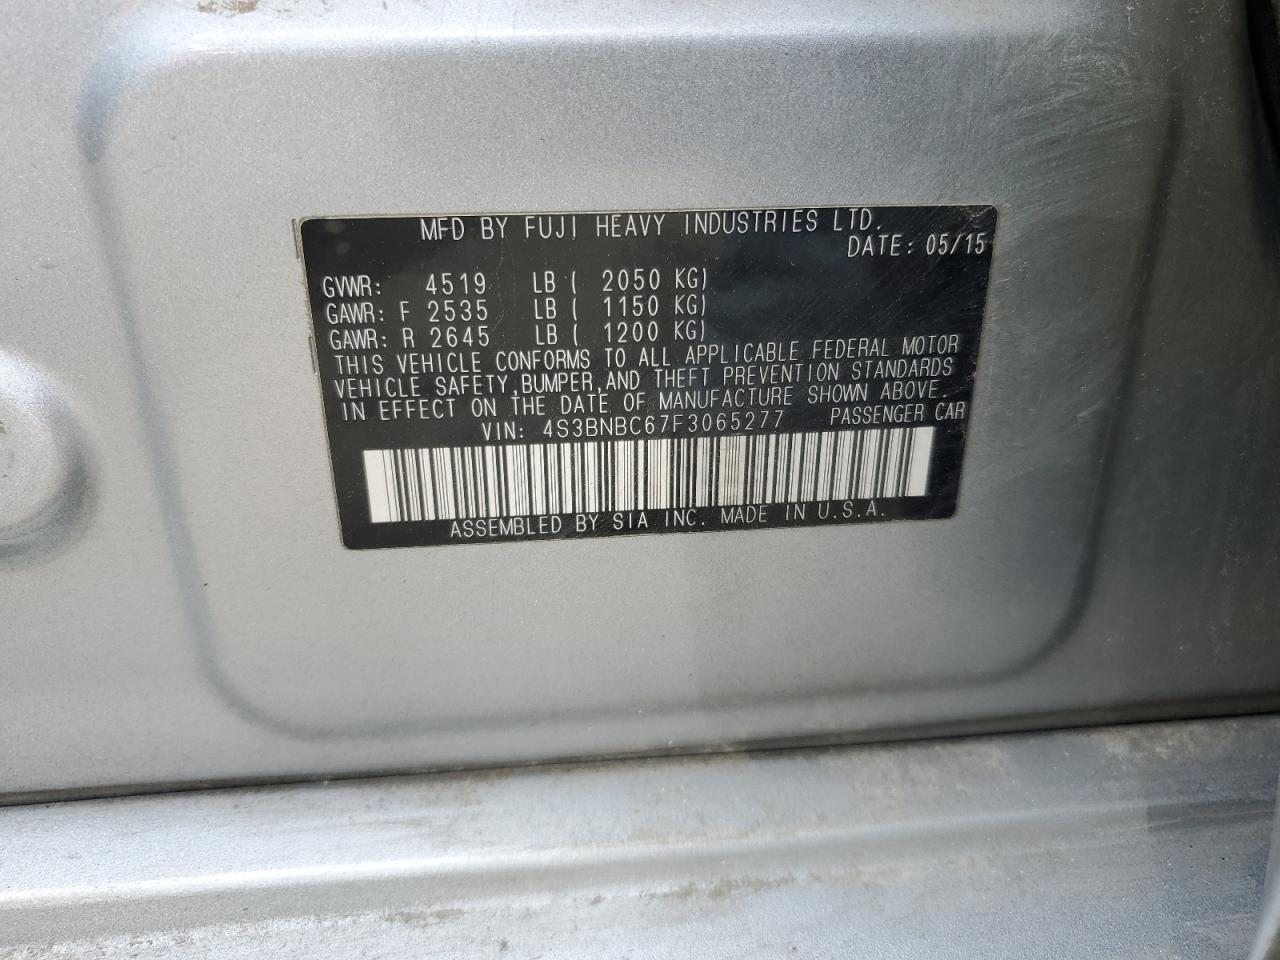 MFD BY FUJI HEAVY INDUSTRIES LTD.
DATE: 05/15
GVWR: 4519 LB ( 2050 KG)
GAWR: F 2535 LB ( 1150 KG)
GAWR: R 2645 LB ( 1200 KG)
THIS VEHICLE CONFORMS TO ALL APPLICABLE FEDERAL MOTOR
VEHICLE SAFETY,BUMPER,AND THEFT PREVENTION STANDARDS
IN EFFECT ON THE DATE OF MANUFACTURE SHOWN ABOVE.
VIN: 4S3BNBC67F3065277 PASSENGER CAR
ASSEMBLED BY SIA INC. MADE IN U.S.A.